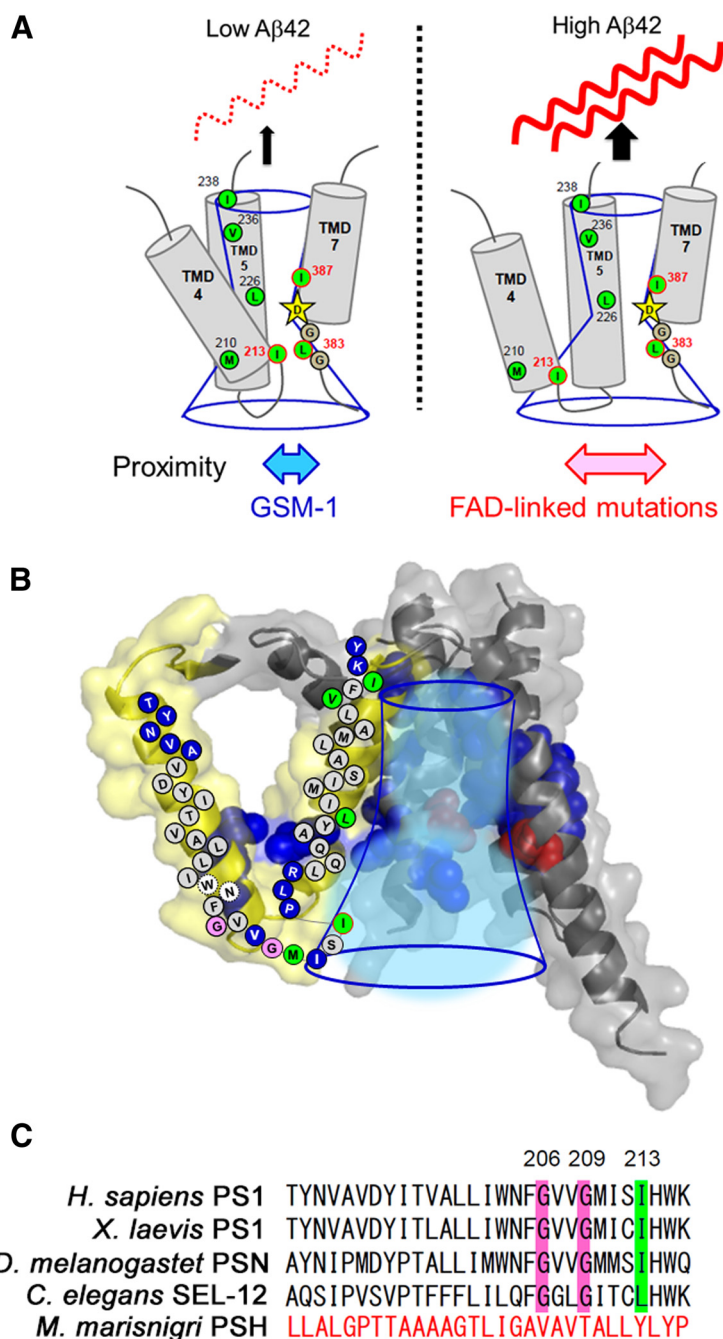 A
Low Aβ42
High Aβ42
238
I
236
V
TMD
5
TMD
7
TMD
4
226
L
I
387
D
G
210
M
213
I
L
383
G
238
I
236
V
TMD
5
TMD
7
TMD
4
L
226
I
387
D
G
210
M
213
I
L
383
G
Proximity
GSM-1
FAD-linked mutations
B
Y
K
F
I
V
L
T
Y
N
V
A
L
M
A
A
S
V
D
Y
I
M
I
I
T
L
V
A
L
A
Y
Q
Q
I
L
L
W
N
R
L
L
F
P
G
V
V
I
G
M
I
S
C
206 209 213
H. sapiens PS1 TYNVAVDYITVALLIWNFGVVGMISIHWK
X. laevis PS1 TYNVAVDYITLALLIWNFGVVGMICIHWK
D. melanogastet PSN AYNIPMDYPTALLIMWNFGVVGMMSIHWQ
C. elegans SEL-12 AQSIPVSVPTFFFLILQFGGLGITCLHWK
M. marisnigri PSH LLALGPTTAAAAGTLIGAVAVTALLYLYP